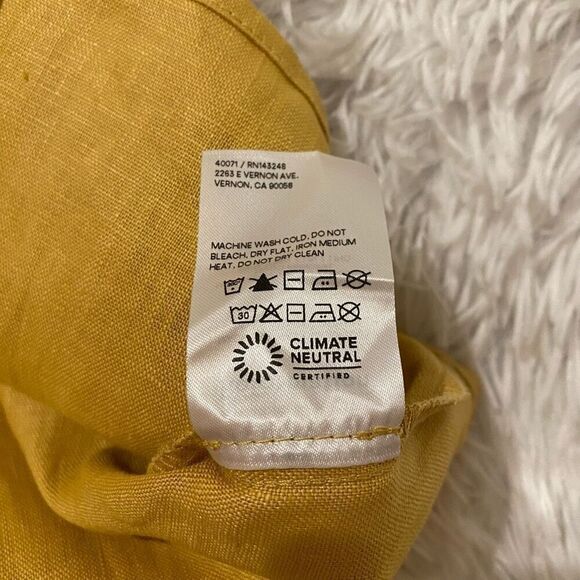 40071 / RN143248
2263 E VERNON AVE.
VERNON, CA 90058
MACHINE WASH COLD, DO NOT
BLEACH, DRY FLAT, IRON MEDIUM
HEAT, DO NOT DRY CLEAN
30
CLIMATE
NEUTRAL
CERTIFIED